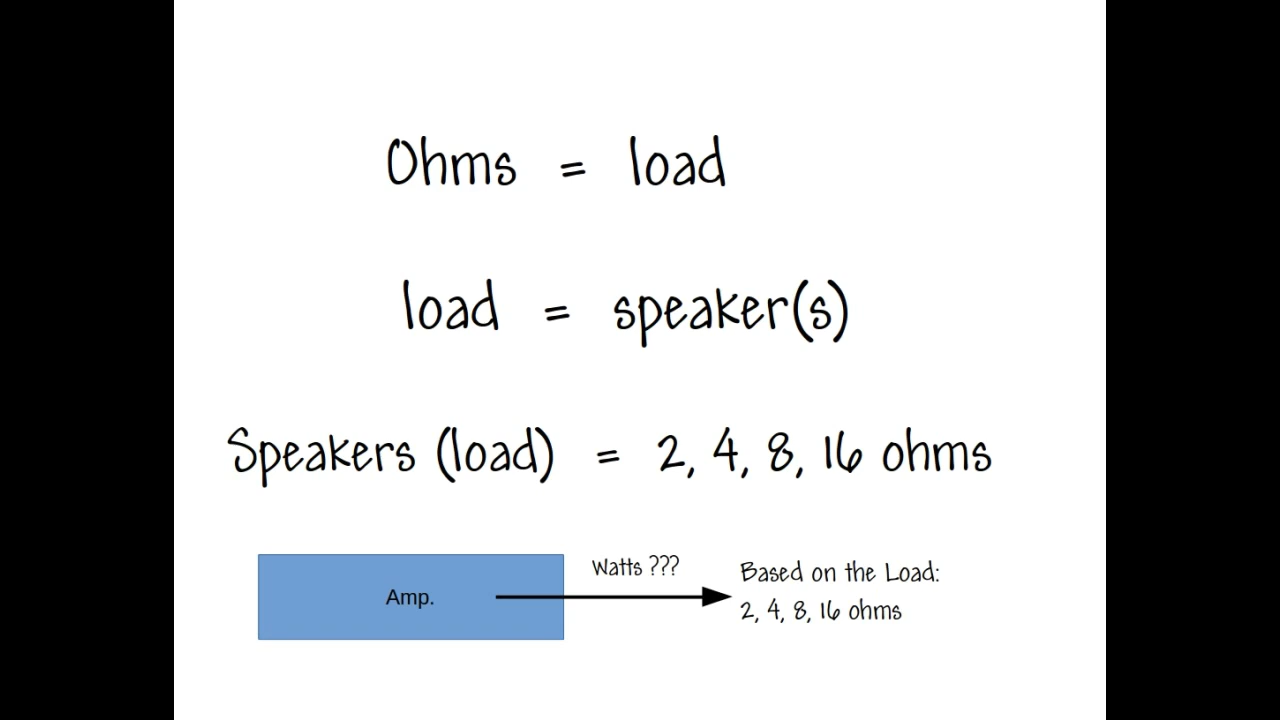 Ohms = load
load = speaker(s)
Speakers (load) = 2, 4, 8, 16 ohms
Amp.
Watts ???
Based on the Load:
2, 4, 8, 16 ohms